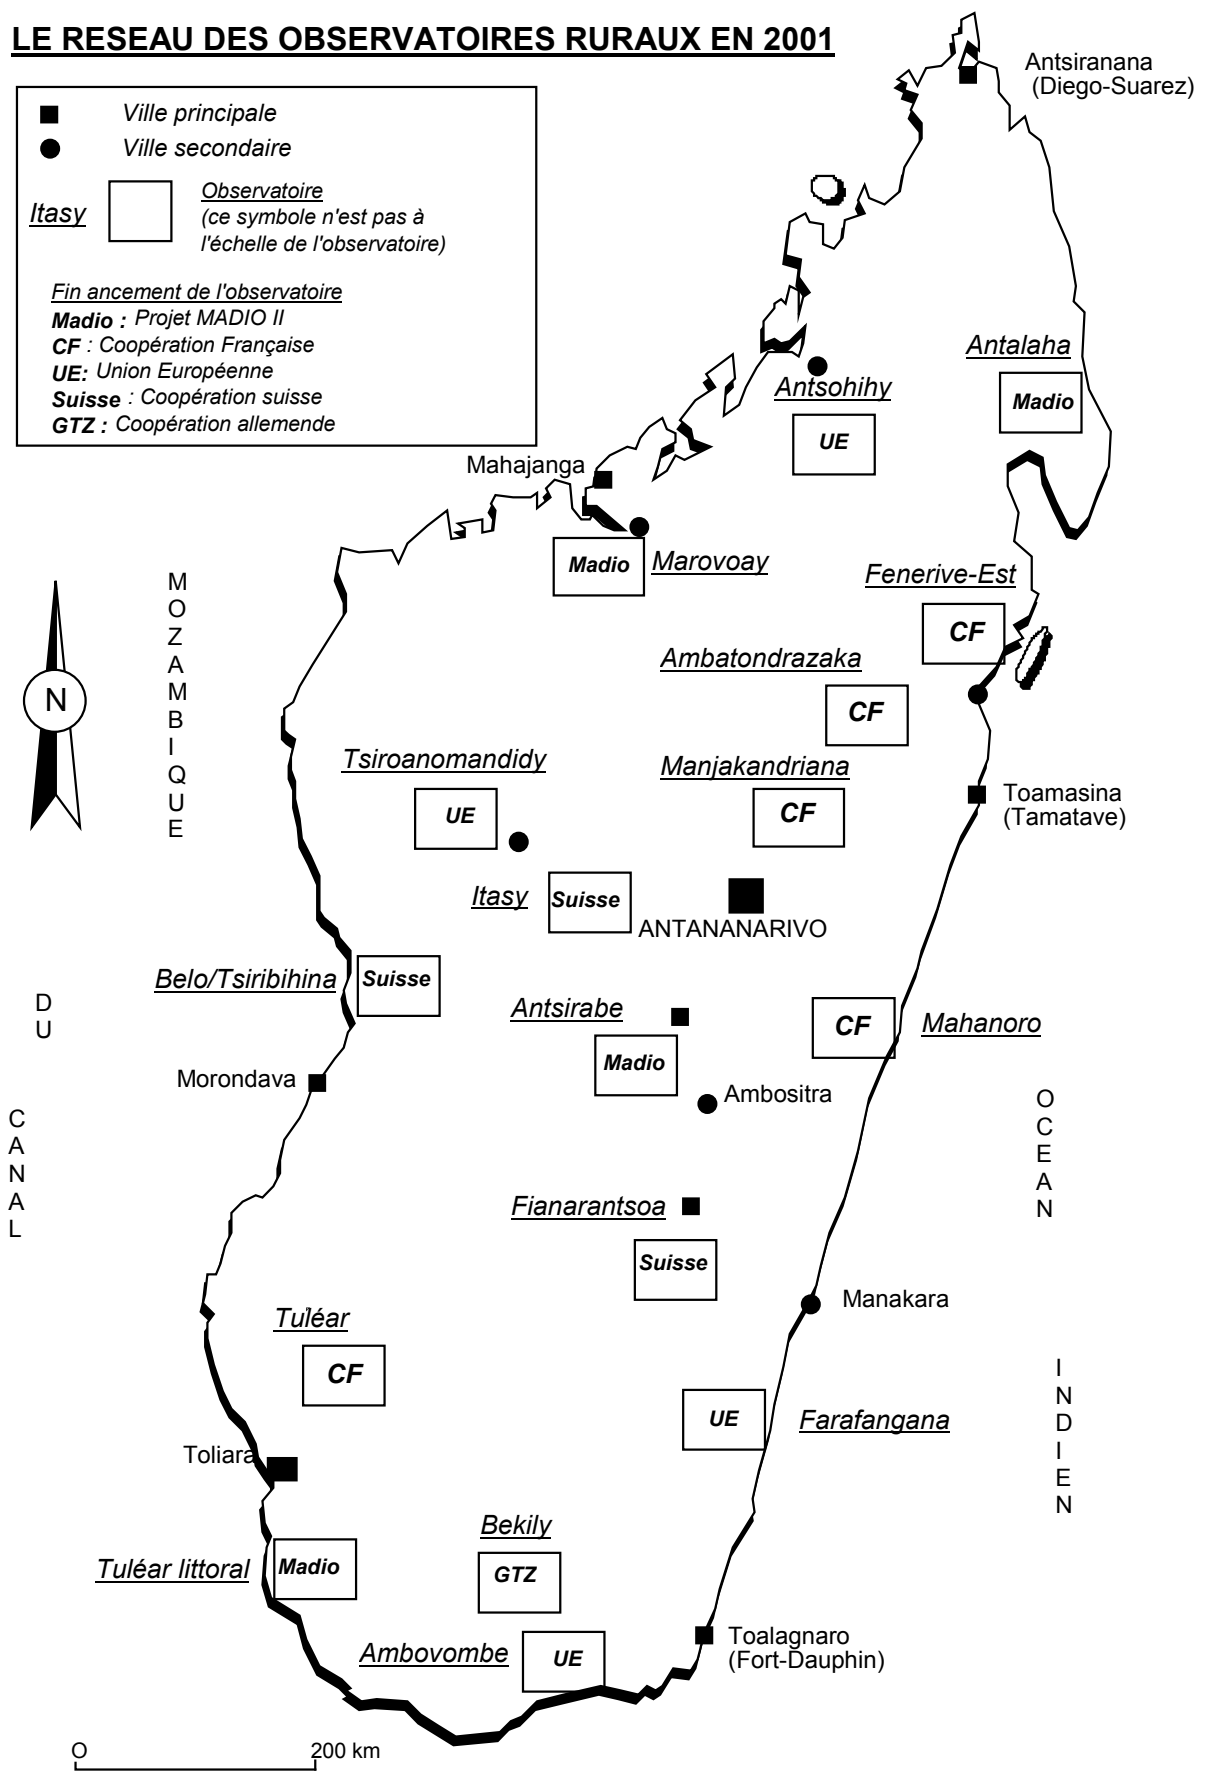 LE RESEAU DES OBSERVATOIRES RURAUX EN 2001
Ville principale
Ville secondaire
Itasy
Observatoire
(ce symbole n'est pas à
l'échelle de l'observatoire)
Fin ancement de l'observatoire
Madio : Projet MADIO II
CF : Coopération Française
UE: Union Européenne
Suisse : Coopération suisse
GTZ : Coopération allemende
Antsiranana
(Diego-Suarez)
Antalaha
Madio
Antsohihy
UE
Mahajanga
Madio
Marovoay
Fenerive-Est
CF
Ambatondrazaka
CF
Tsiroanomandidy
UE
Manjakandriana
CF
Toamasina
(Tamatave)
Itasy
Suisse
ANTANANARIVO
Belo/Tsiribihina
Suisse
Antsirabe
Madio
CF
Mahanoro
Morondava
Ambositra
Fianarantsoa
Suisse
Manakara
Tuléar
CF
UE
Farafangana
Toliara
Bekily
GTZ
Tuléar littoral
Madio
Ambovombe
UE
Toalagnaro
(Fort-Dauphin)
N
MOZAMBIQUE
DU
CANAL
OCEAN
INDIEN
O
200 km